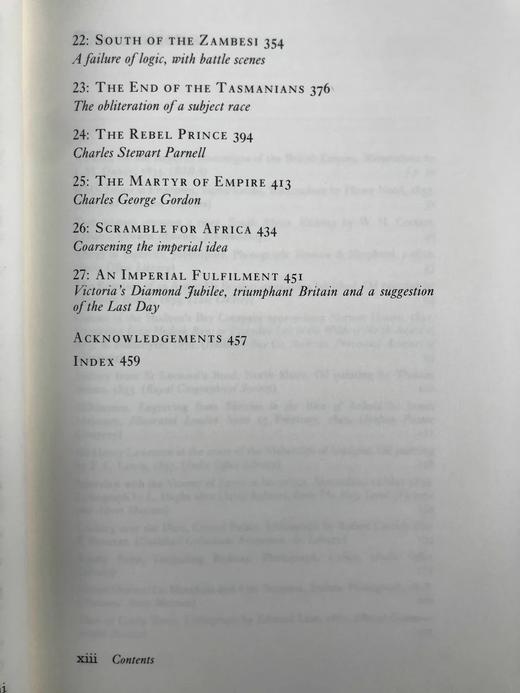 22: South of the Zambesi 354
A failure of logic, with battle scenes
23: The End of the Tasmanians 376
The obliteration of a subject race
24: The Rebel Prince 394
Charles Stewart Parnell
25: The Martyr of Empire 413
Charles George Gordon
26: Scramble for Africa 434
Coarsening the imperial idea
27: An Imperial Fulfilment 451
Victoria's Diamond Jubilee, triumphant Britain and a suggestion
of the Last Day
Acknowledgements 457
Index 459
xiii Contents